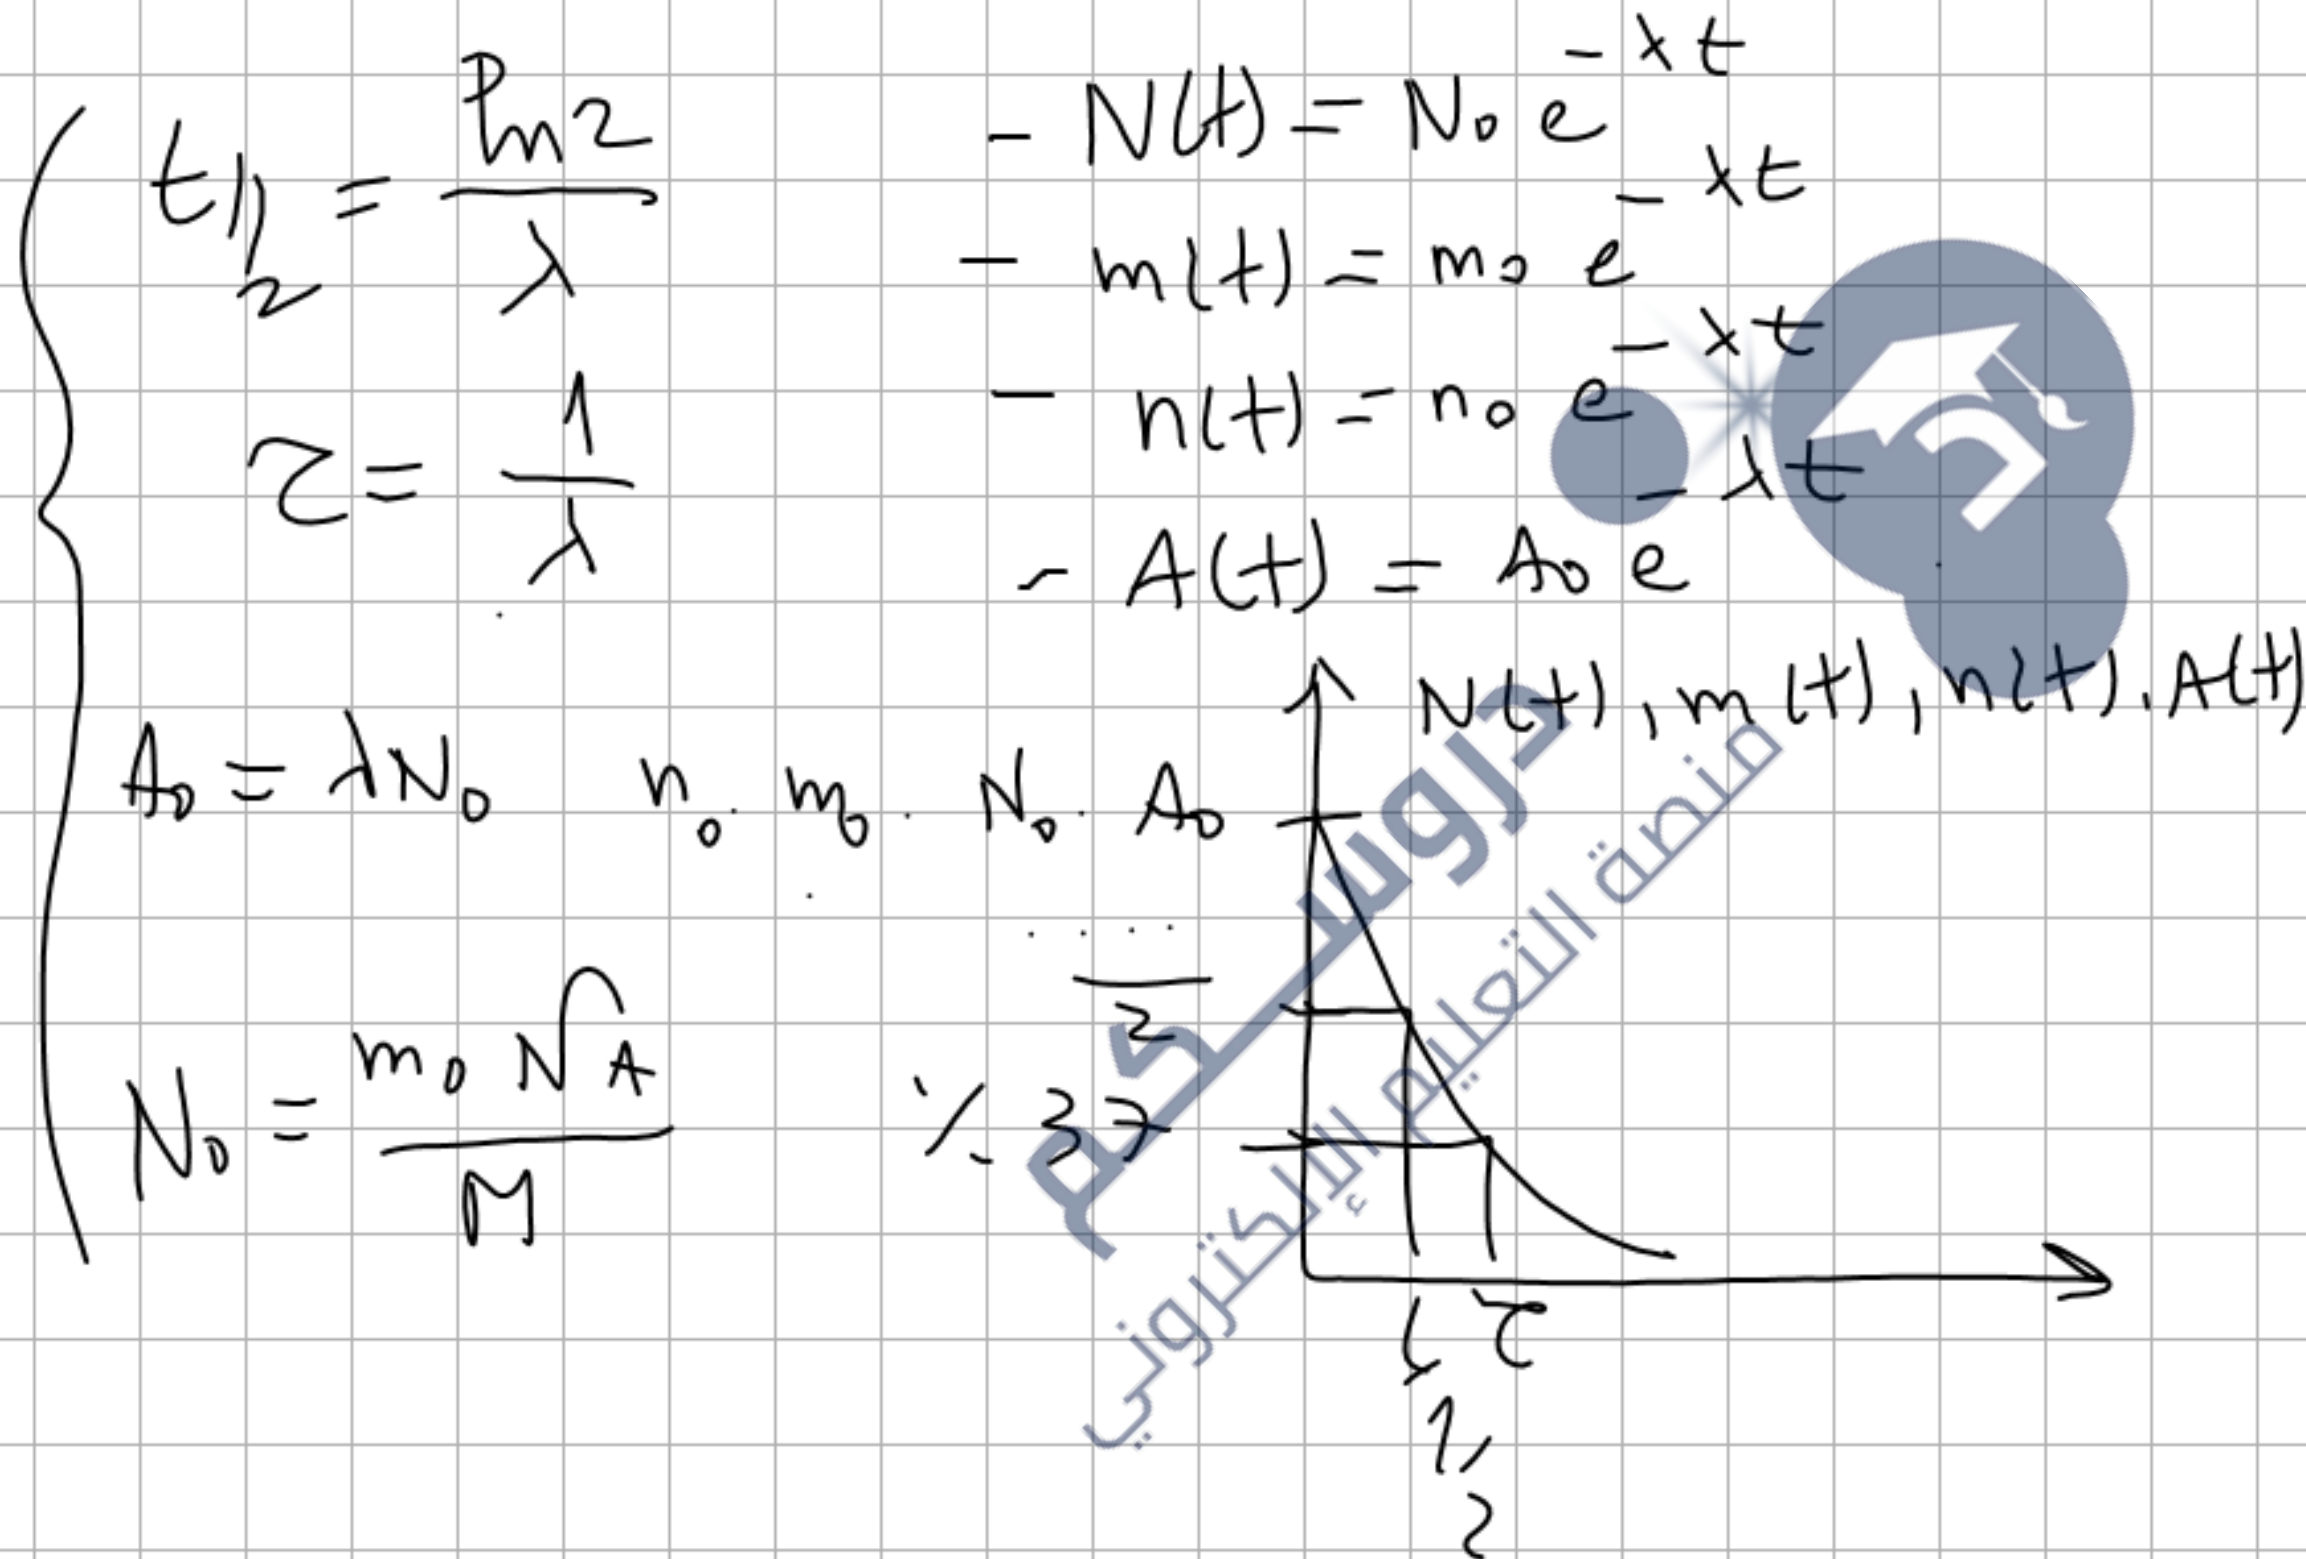 t1/2 = ln2/λ
τ = 1/λ
A₀ = λN₀
N₀ = m₀ N_A / M
- N(t) = N₀ e^(-λt)
- m(t) = m₀ e^(-λt)
- n(t) = n₀ e^(-λt)
- A(t) = A₀ e^(-λt)
N(t), m(t), n(t). A(t)
n₀. m₀. N₀. A₀
..../2
٪ 37
t1/2 τ
دروسكم
منصة التعليم الإلكتروني